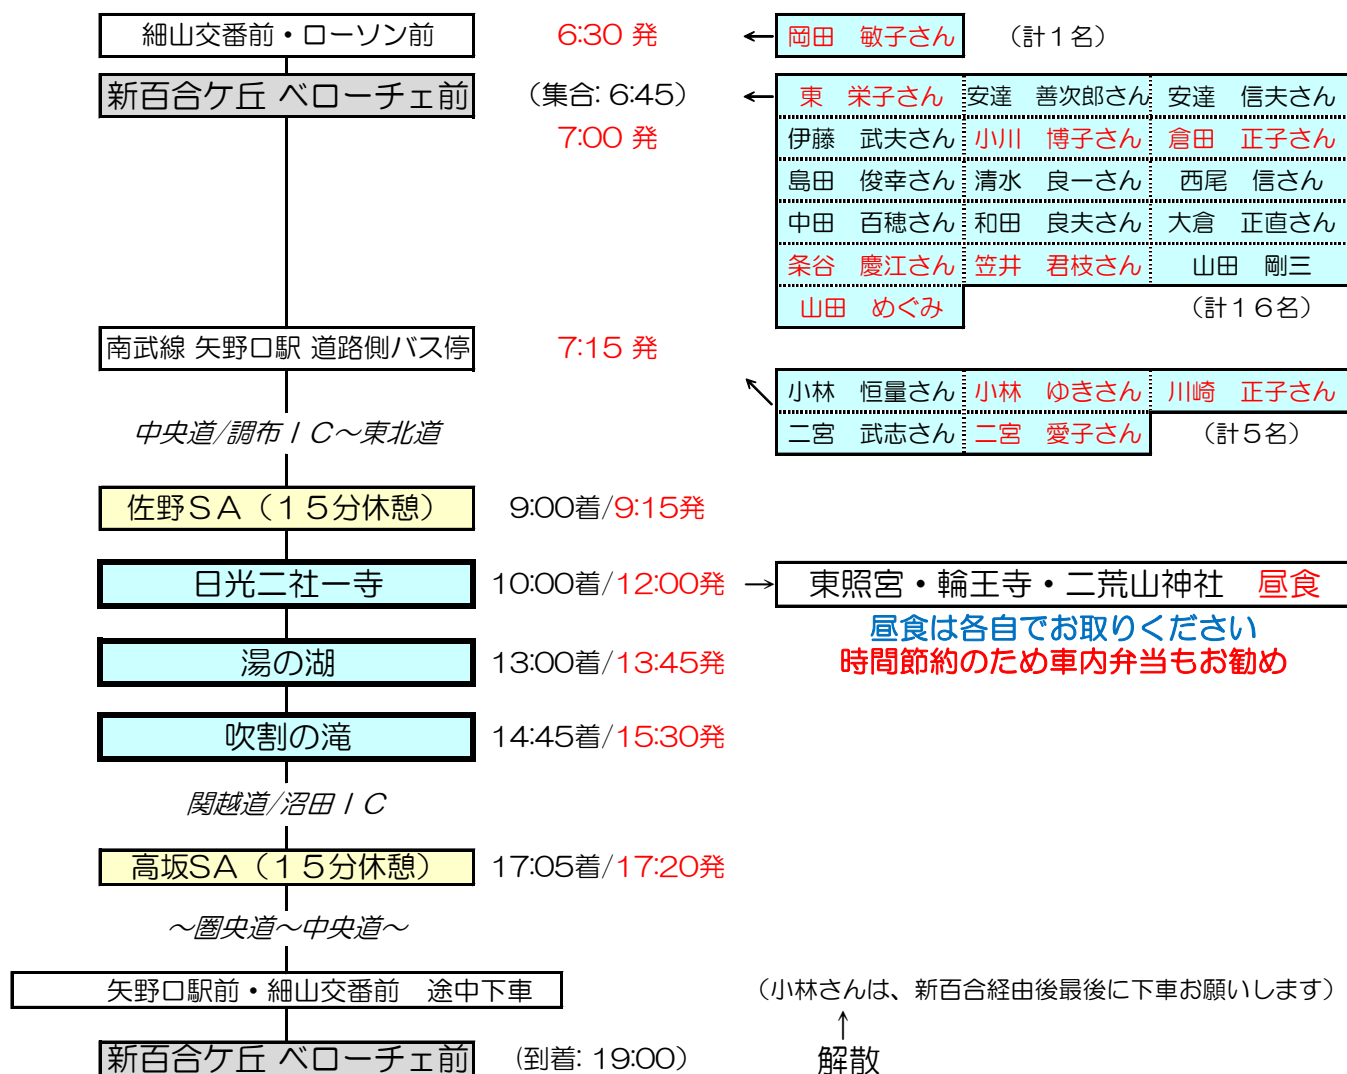 細山交番前・ローソン前　6:30 発　←　岡田　敏子さん　（計１名）
新百合ケ丘 ベローチェ前　（集合: 6:45）　←　東　栄子さん　安達　善次郎さん　安達　信夫さん
7:00 発　伊藤　武夫さん　小川　博子さん　倉田　正子さん
島田　俊幸さん　清水　良一さん　西尾　信さん
中田　百穂さん　和田　良夫さん　大倉　正直さん
条谷　慶江さん　笠井　君枝さん　山田　剛三
山田　めぐみ　（計１６名）
南武線 矢野口駅 道路側バス停　7:15 発
小林　恒量さん　小林　ゆきさん　川崎　正子さん
二宮　武志さん　二宮　愛子さん　（計５名）
中央道/調布ＩＣ～東北道
佐野ＳＡ（１５分休憩）　9:00着/9:15発
日光二社一寺　10:00着/12:00発　→　東照宮・輪王寺・二荒山神社　昼食
昼食は各自でお取りください
湯の湖　13:00着/13:45発　時間節約のため車内弁当もお勧め
吹割の滝　14:45着/15:30発
関越道/沼田ＩＣ
高坂SA（１５分休憩）　17:05着/17:20発
～圏央道～中央道～
矢野口駅前・細山交番前　途中下車　（小林さんは、新百合経由後最後に下車お願いします）
↑
新百合ケ丘 ベローチェ前　（到着: 19:00）　解散